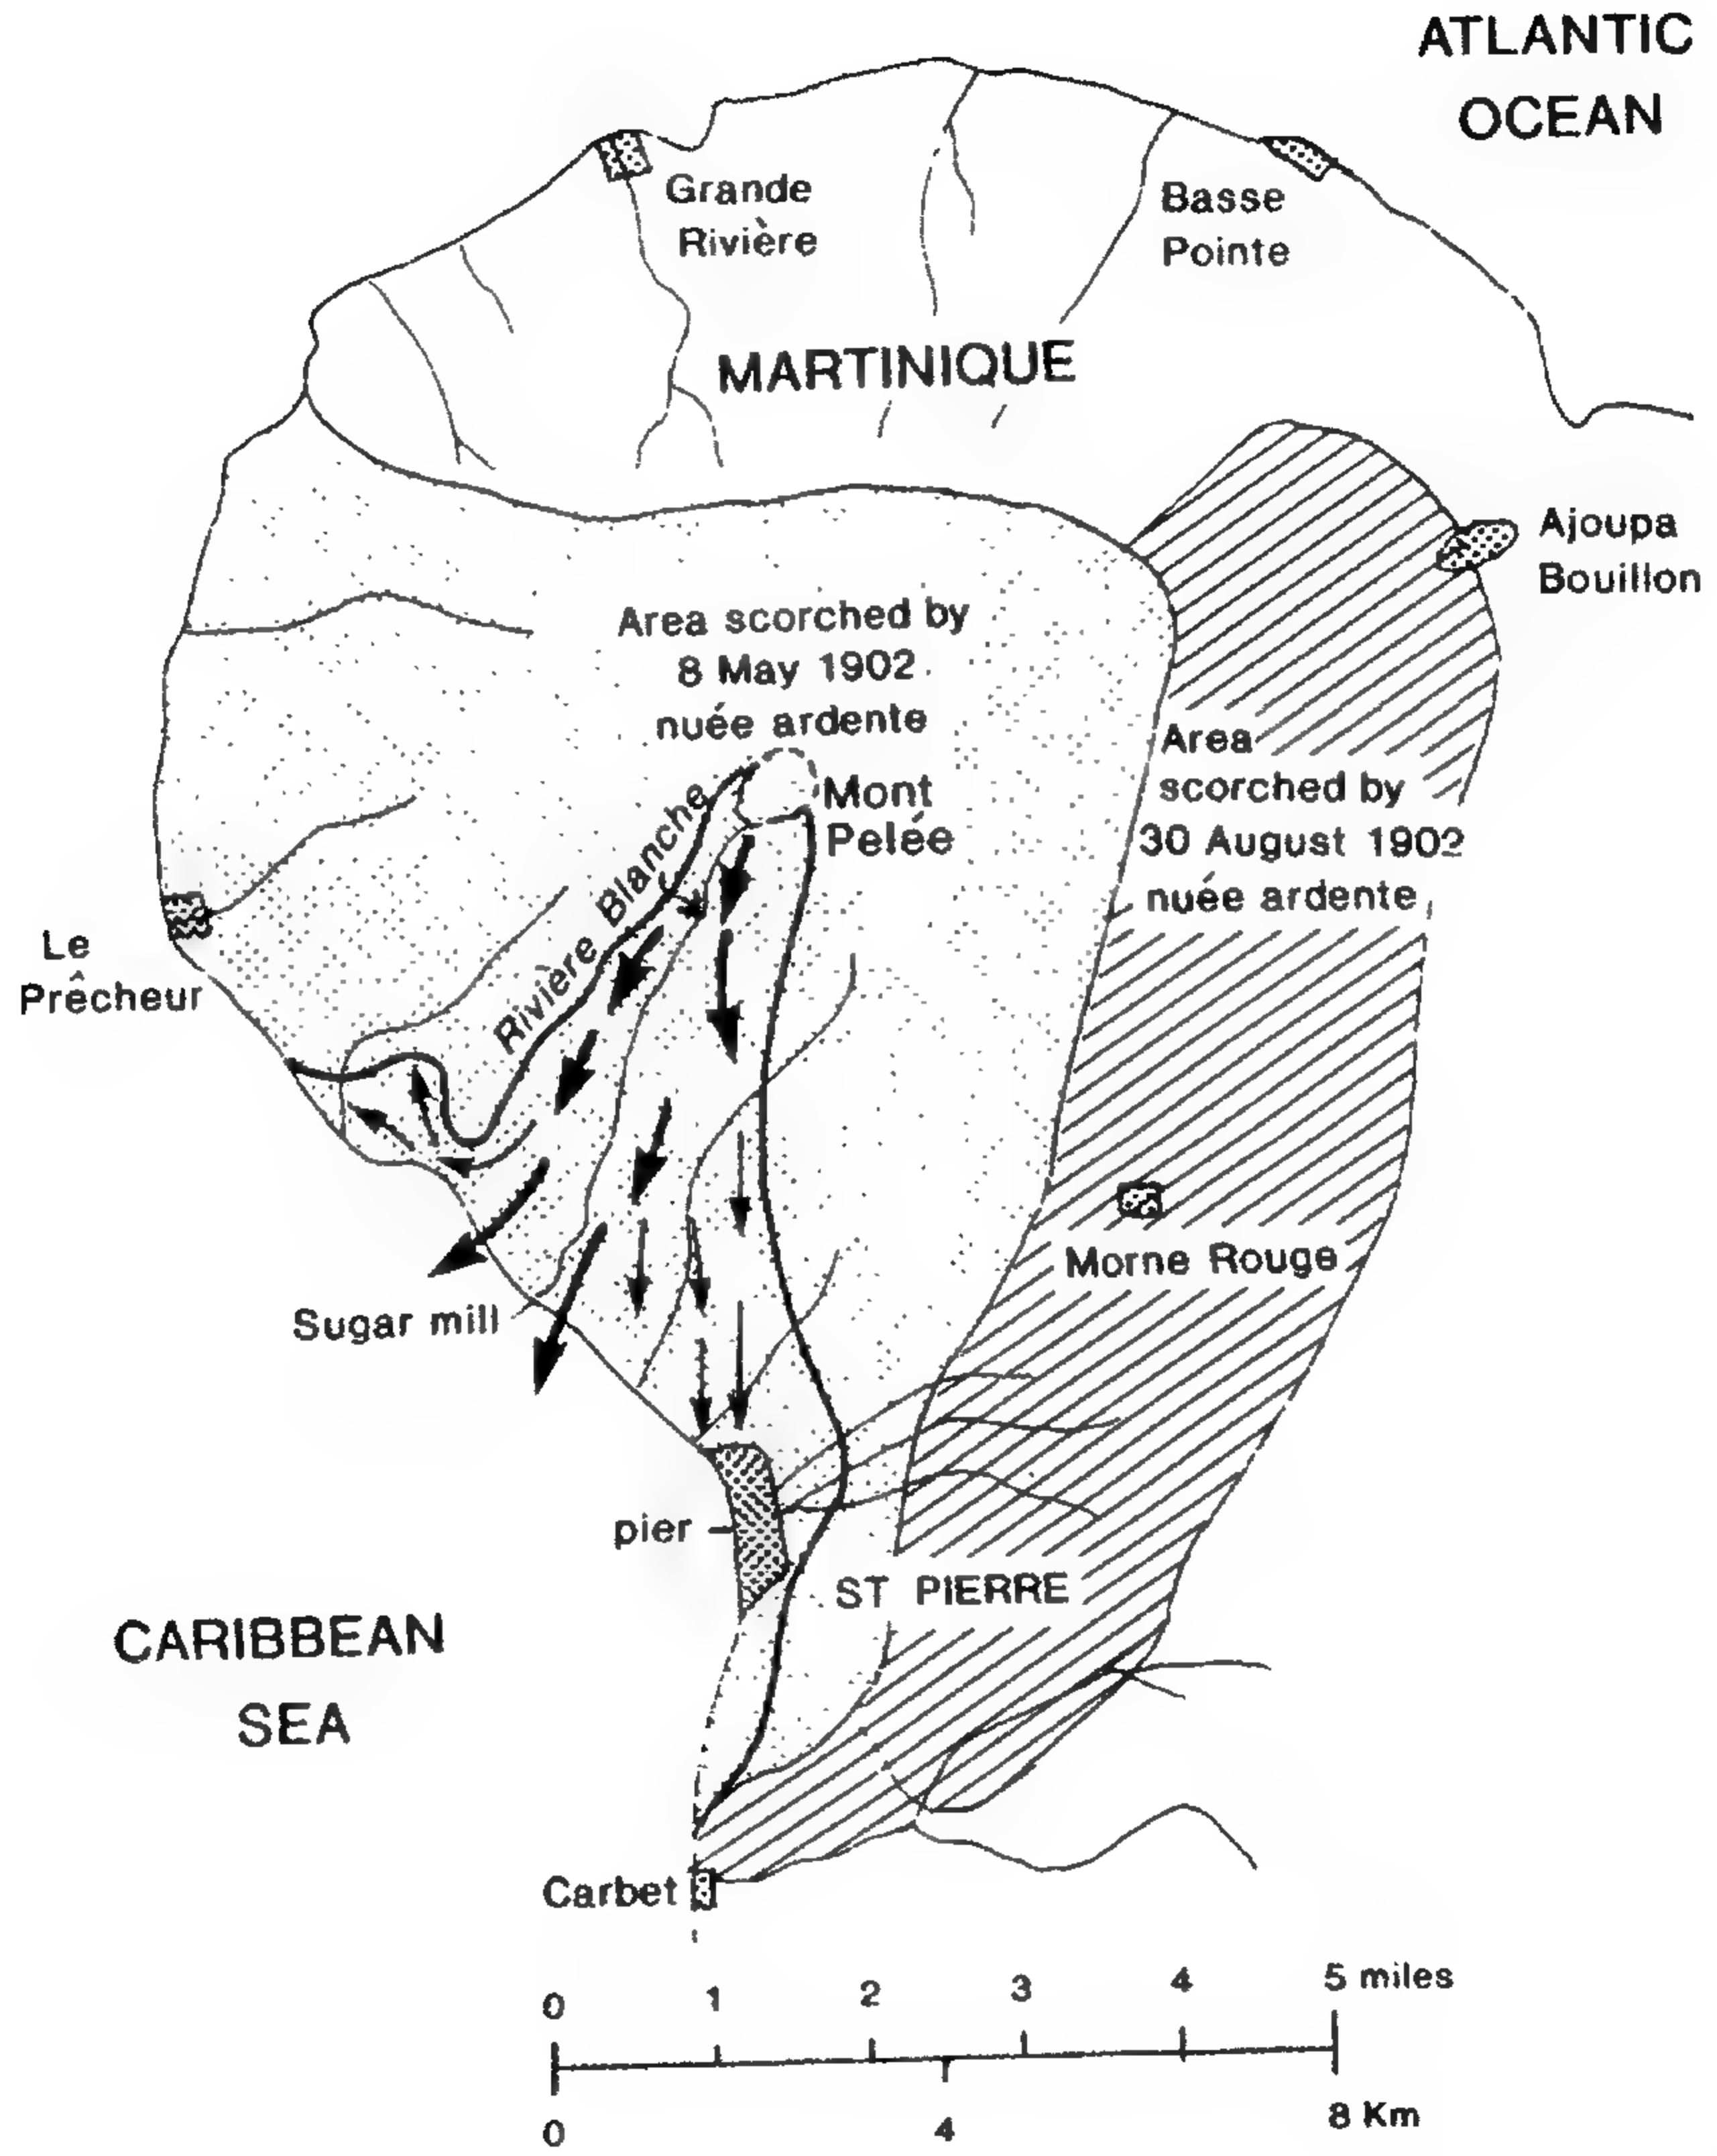 ATLANTIC
OCEAN
Grande
Rivière
Basse
Pointe
MARTINIQUE
Ajoupa
Bouillon
Area scorched by
8 May 1902
nuée ardente
Mont
Pelée
Rivière Blanche
Area
scorched by
30 August 1902
nuée ardente
Le
Prêcheur
Morne Rouge
Sugar mill
pier
ST PIERRE
CARIBBEAN
SEA
Carbet
0 1 2 3 4 5 miles
0 4 8 Km